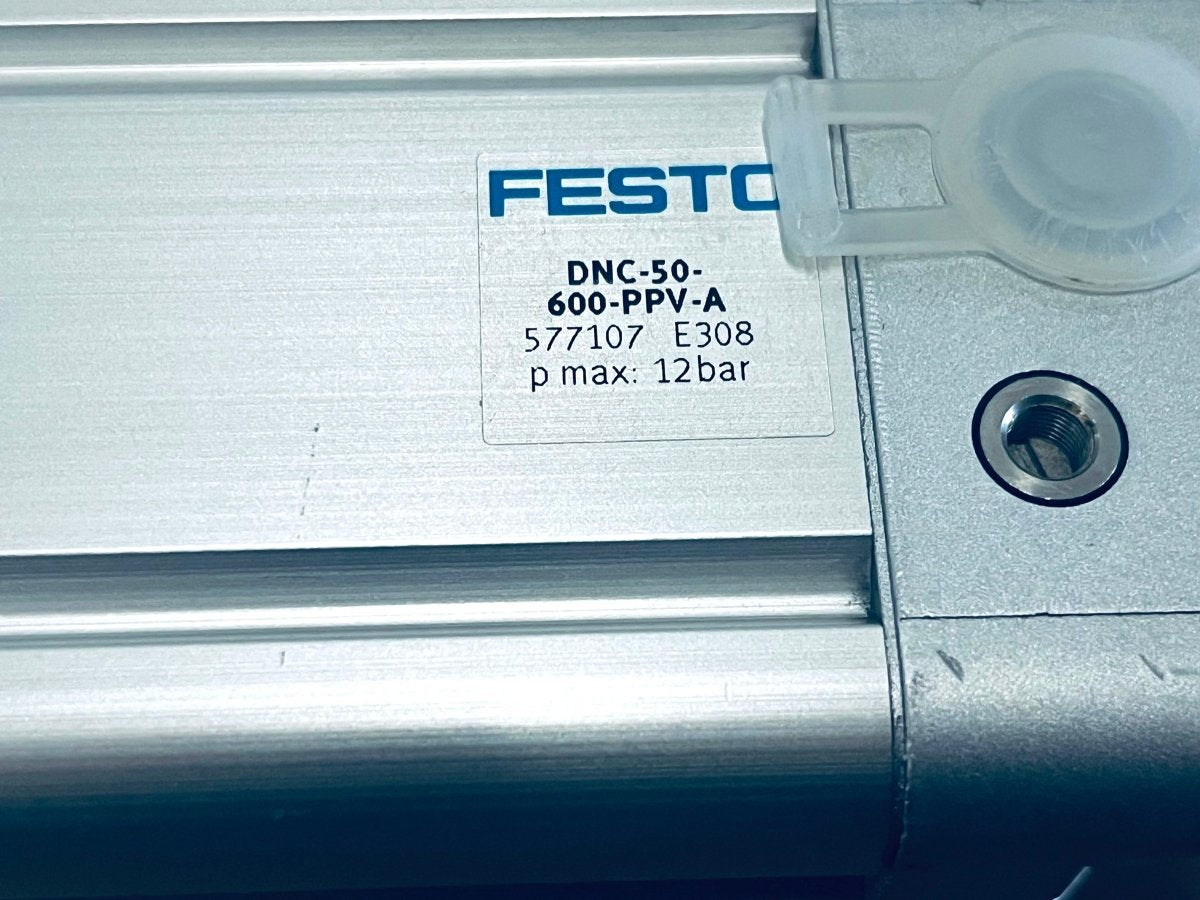 FESTO
DNC-50-
600-PPV-A
577107 E308
p max: 12bar